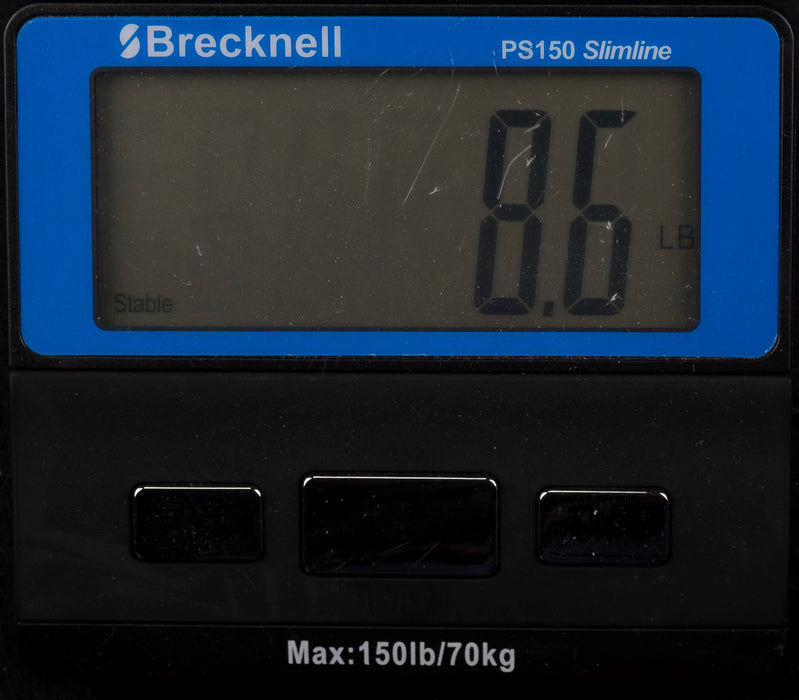 Brecknell
PS150 Slimline
8.6
LB
Stable
Max:150lb/70kg